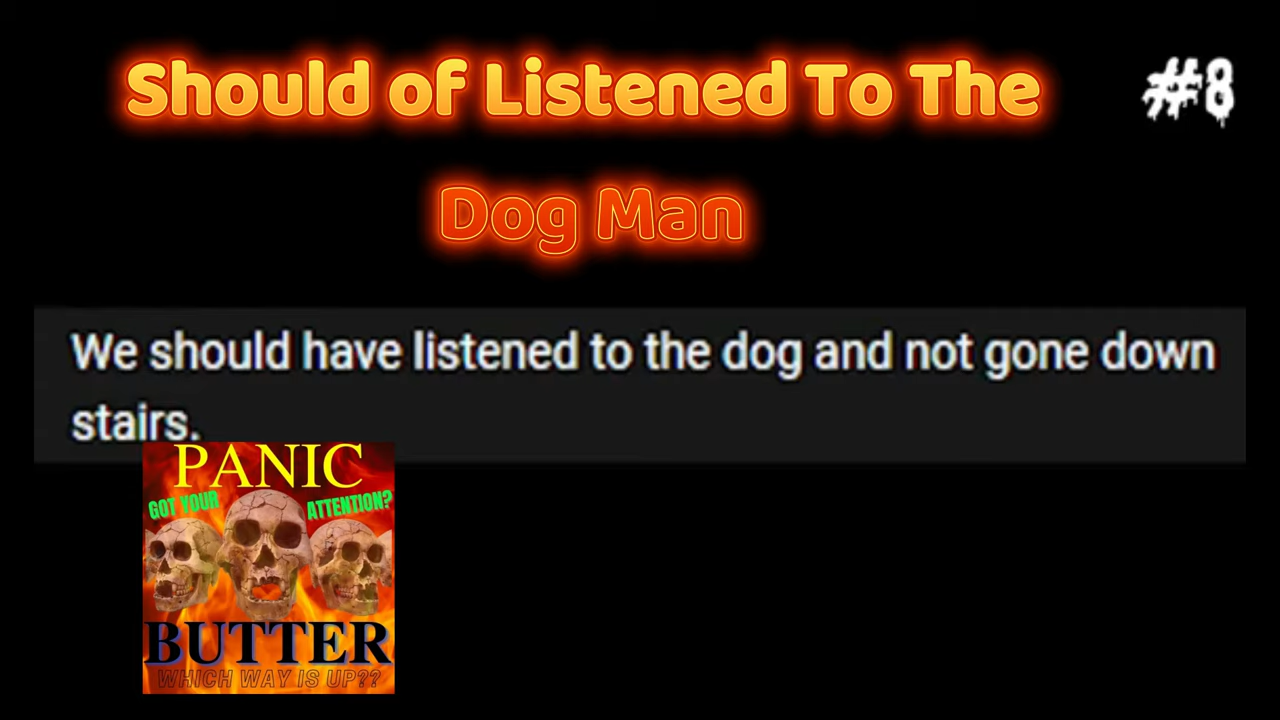 Should of Listened To The
#8
Dog Man
We should have listened to the dog and not gone down
stairs.
PANIC
GOT YOUR ATTENTION?
BUTTER
WHICH WAY IS UP??